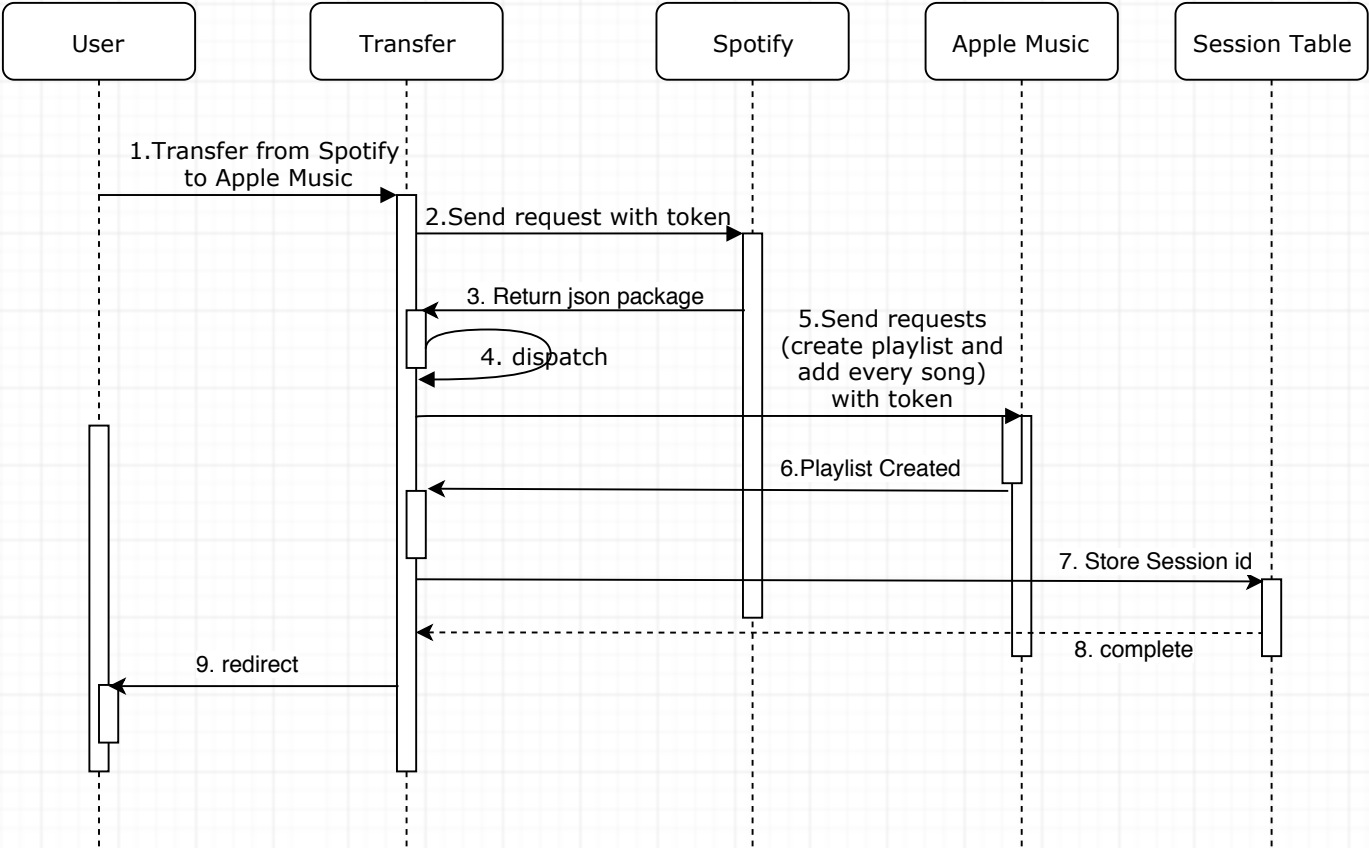 User
Transfer
Spotify
Apple Music
Session Table
1.Transfer from Spotify
to Apple Music
2.Send request with token
3. Return json package
4. dispatch
5.Send requests
(create playlist and
add every song)
with token
6.Playlist Created
7. Store Session id
8. complete
9. redirect